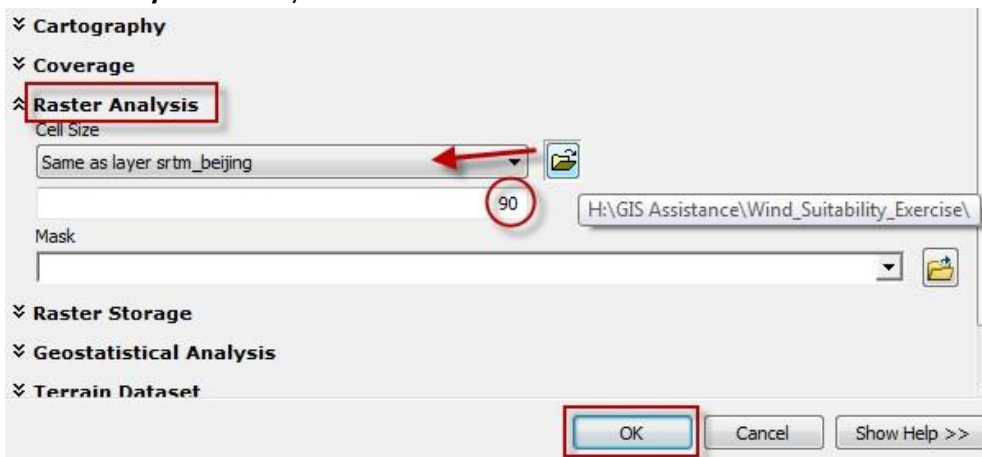 Cartography
Coverage
Raster Analysis
Cell Size
Same as layer srtm_beijing
90
H:\GIS Assistance\Wind_Suitability_Exercise\
Mask
Raster Storage
Geostatistical Analysis
Terrain Dataset
OK Cancel Show Help >>